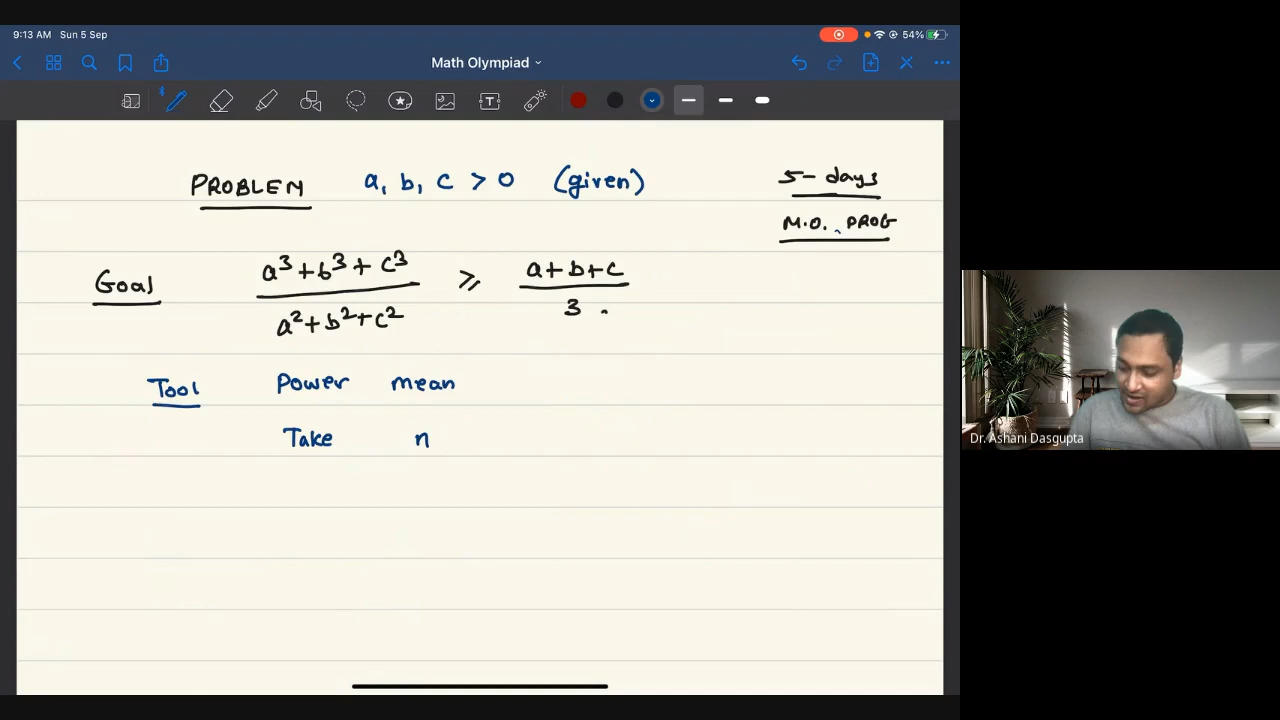 9:13 AM Sun 5 Sep
54%
Math Olympiad
PROBLEM a, b, c > 0 (given)
5-days
M.O. PROG
Goal a³+b³+c³ / a²+b²+c² ⩾ a+b+c / 3 .
Tool Power mean
Take n
Dr. Ashani Dasgupta